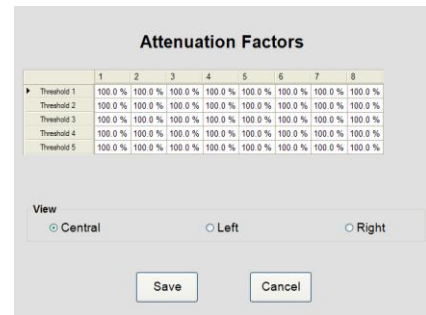 Attenuation Factors
1 2 3 4 5 6 7 8
Threshold 1 100.0 % 100.0 % 100.0 % 100.0 % 100.0 % 100.0 % 100.0 % 100.0 %
Threshold 2 100.0 % 100.0 % 100.0 % 100.0 % 100.0 % 100.0 % 100.0 % 100.0 %
Threshold 3 100.0 % 100.0 % 100.0 % 100.0 % 100.0 % 100.0 % 100.0 % 100.0 %
Threshold 4 100.0 % 100.0 % 100.0 % 100.0 % 100.0 % 100.0 % 100.0 % 100.0 %
Threshold 5 100.0 % 100.0 % 100.0 % 100.0 % 100.0 % 100.0 % 100.0 % 100.0 %
View
Central Left Right
Save Cancel